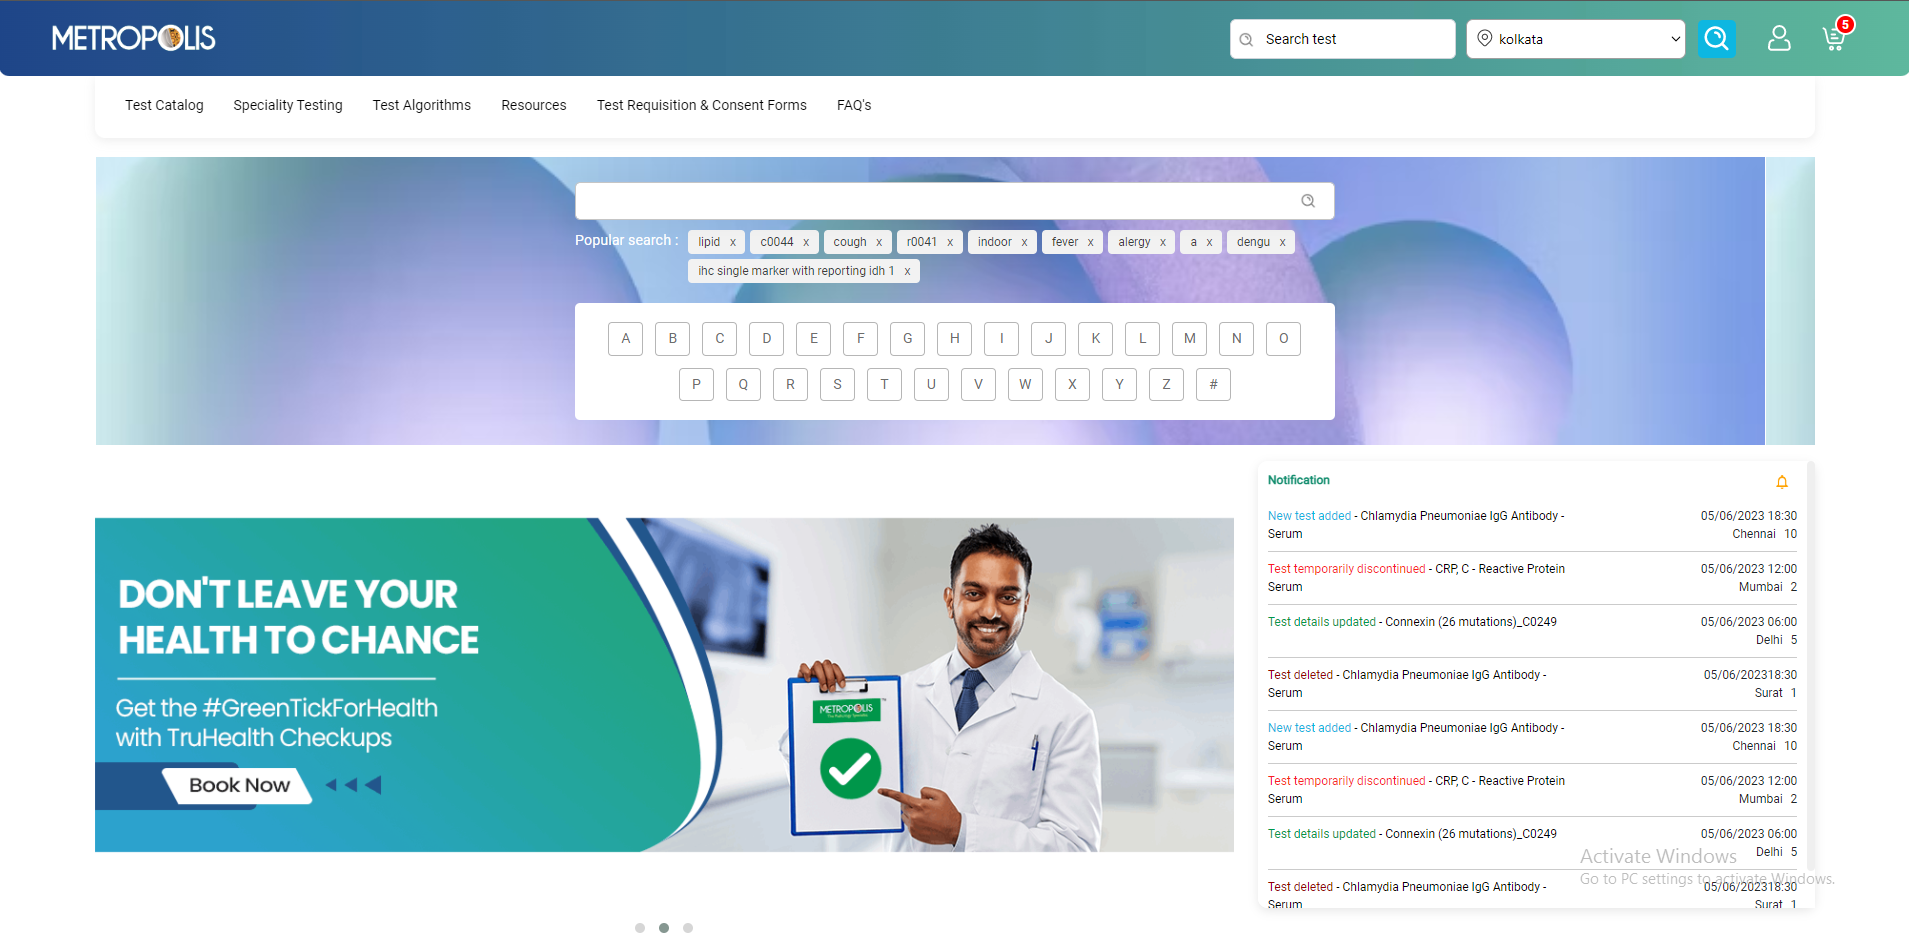 METROPOLIS
Search test
kolkata
5
Test Catalog Speciality Testing Test Algorithms Resources Test Requisition & Consent Forms FAQ's
Popular search : lipid x c0044 x cough x r0041 x indoor x fever x alergy x a x dengu x
ihc single marker with reporting idh 1 x
A B C D E F G H I J K L M N O
P Q R S T U V W X Y Z #
DON'T LEAVE YOUR
HEALTH TO CHANCE
Get the #GreenTickForHealth
with TruHealth Checkups
Book Now
METROPOLIS
Notification
New test added - Chlamydia Pneumoniae IgG Antibody - 05/06/2023 18:30
Serum Chennai 10
Test temporarily discontinued - CRP, C - Reactive Protein 05/06/2023 12:00
Serum Mumbai 2
Test details updated - Connexin (26 mutations)_C0249 05/06/2023 06:00
Delhi 5
Test deleted - Chlamydia Pneumoniae IgG Antibody - 05/06/202318:30
Serum Surat 1
New test added - Chlamydia Pneumoniae IgG Antibody - 05/06/2023 18:30
Serum Chennai 10
Test temporarily discontinued - CRP, C - Reactive Protein 05/06/2023 12:00
Serum Mumbai 2
Test details updated - Connexin (26 mutations)_C0249 05/06/2023 06:00
Delhi 5
Test deleted - Chlamydia Pneumoniae IgG Antibody - 05/06/202318:30
Serum Surat 1
Activate Windows
Go to PC settings to activate Windows.